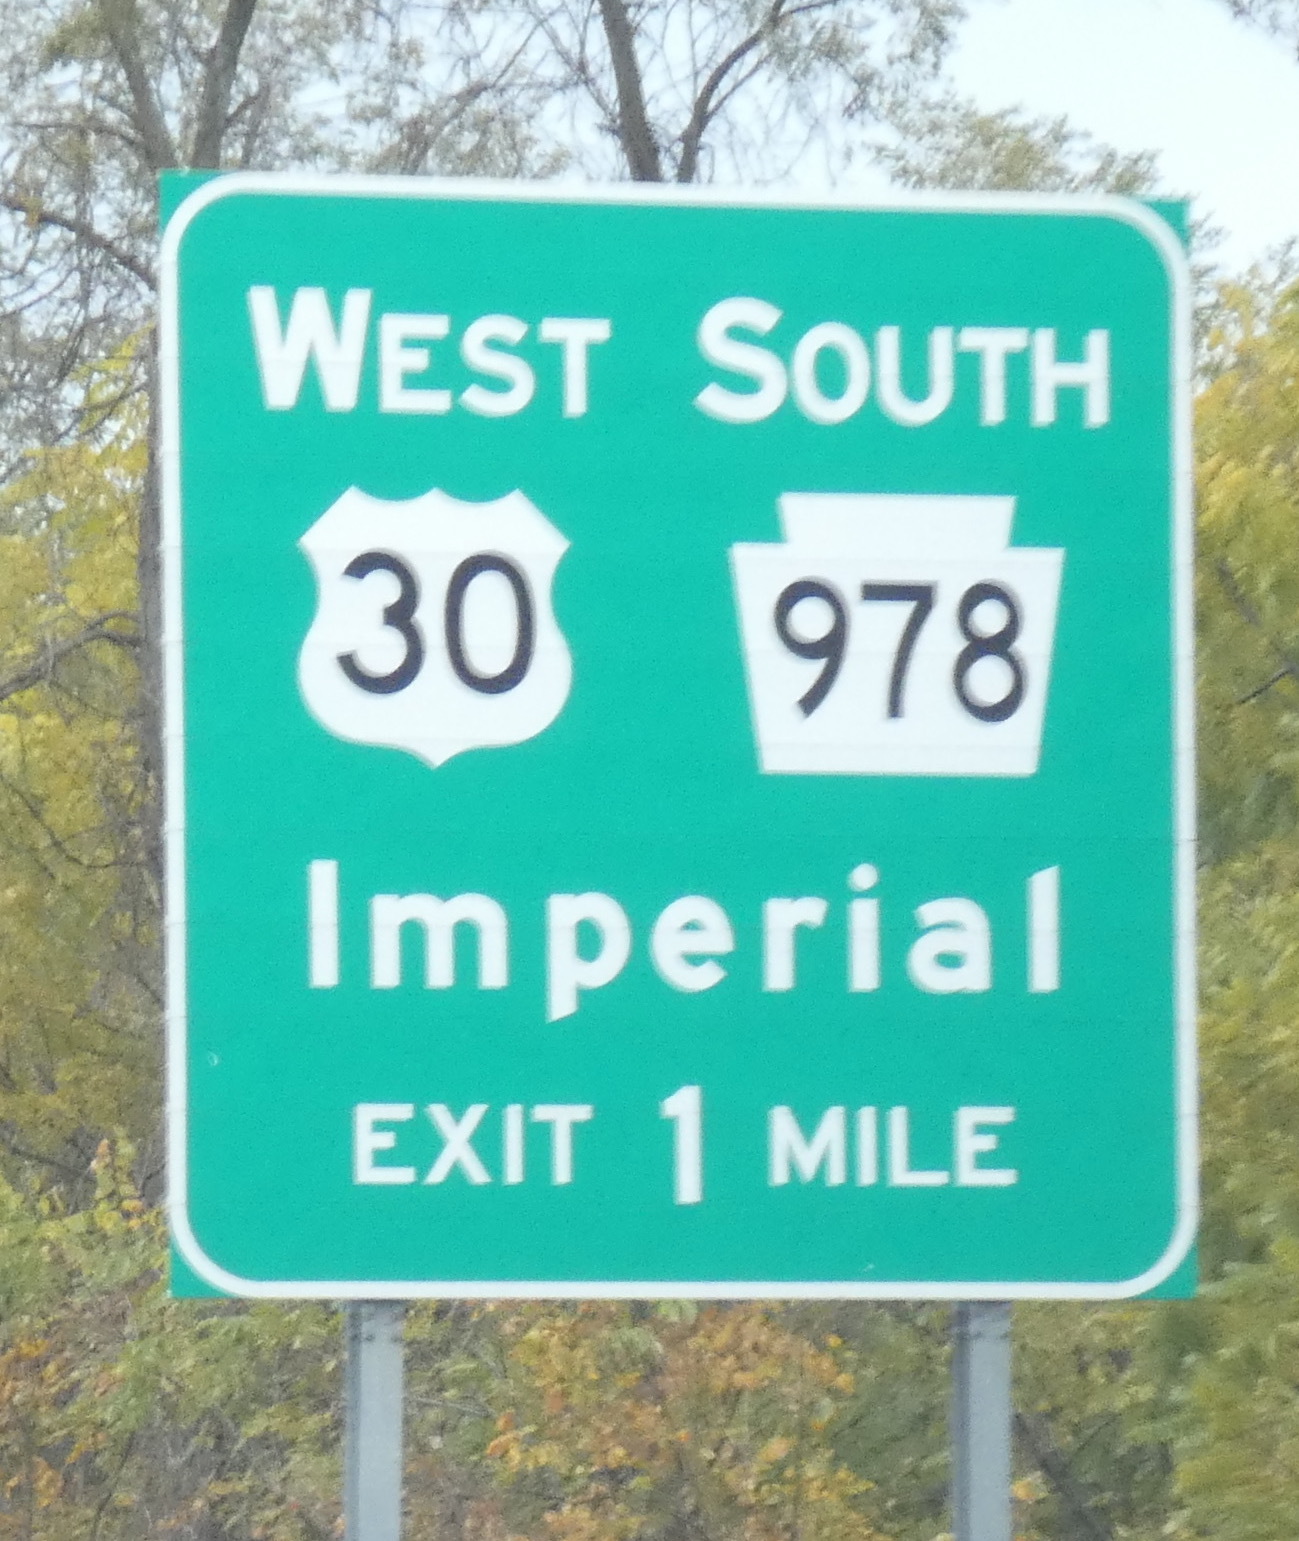 WEST SOUTH
30 978
Imperial
EXIT 1 MILE